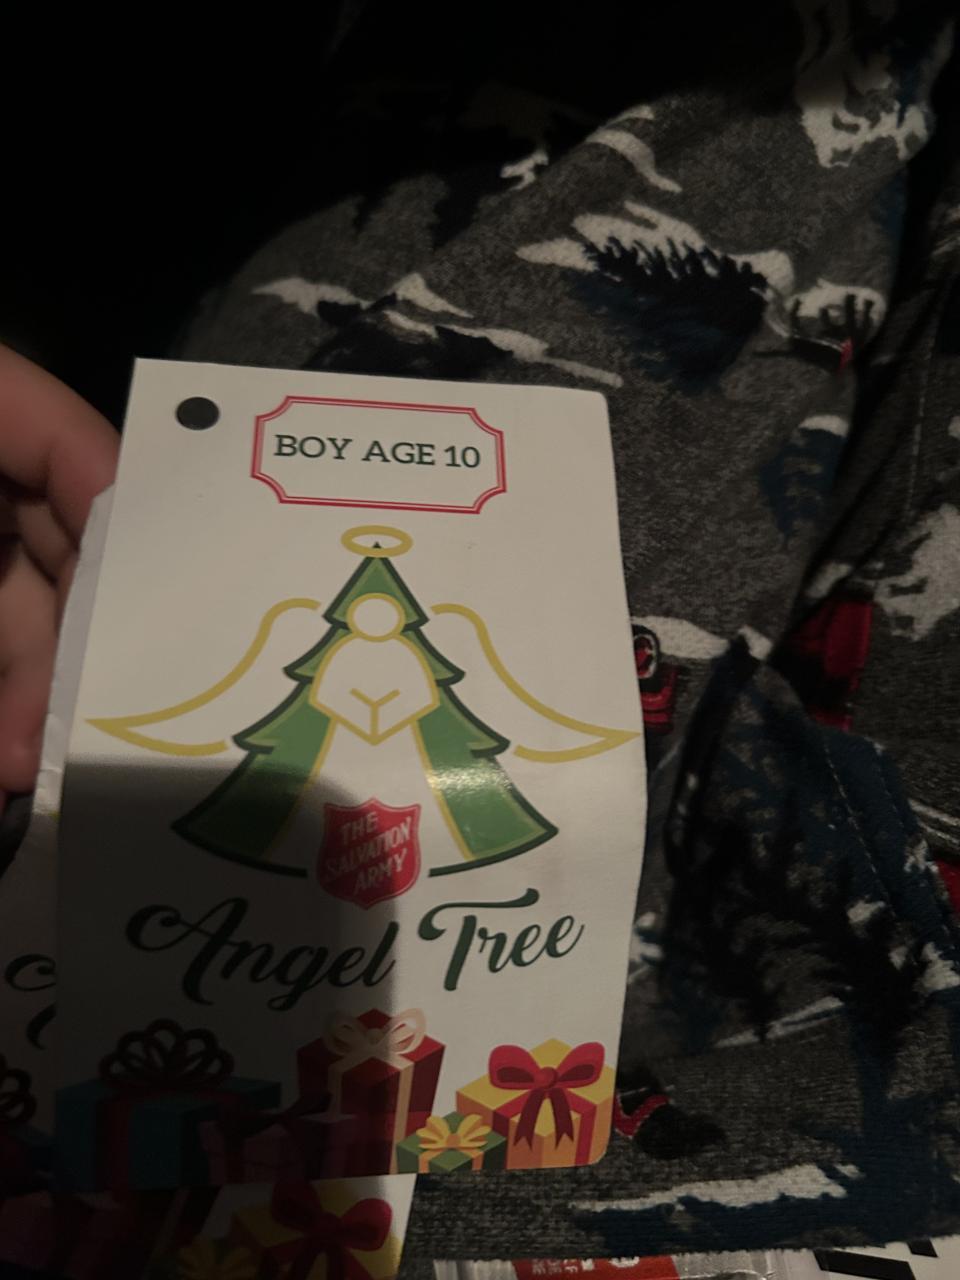 BOY AGE 10
THE
SALVATION
ARMY
Angel Tree